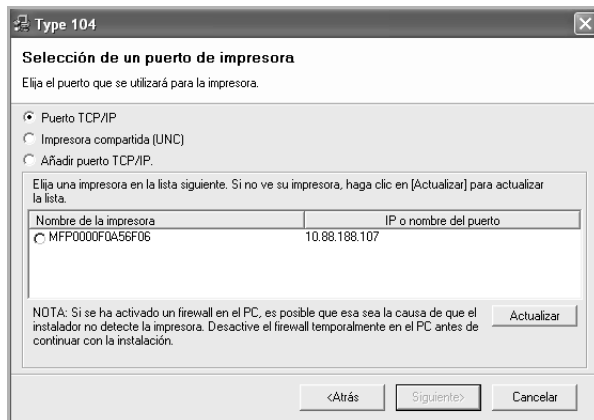 Type 104
Selección de un puerto de impresora
Elija el puerto que se utilizará para la impresora.
Puerto TCP/IP
Impresora compartida (UNC)
Añadir puerto TCP/IP.
Elija una impresora en la lista siguiente. Si no ve su impresora, haga clic en [Actualizar] para actualizar
la lista.
Nombre de la impresora IP o nombre del puerto
MFP0000F0A56F06 10.88.188.107
NOTA: Si se ha activado un firewall en el PC, es posible que esa sea la causa de que el
instalador no detecte la impresora. Desactive el firewall temporalmente en el PC antes de
continuar con la instalación.
Actualizar
<Atrás Siguiente> Cancelar